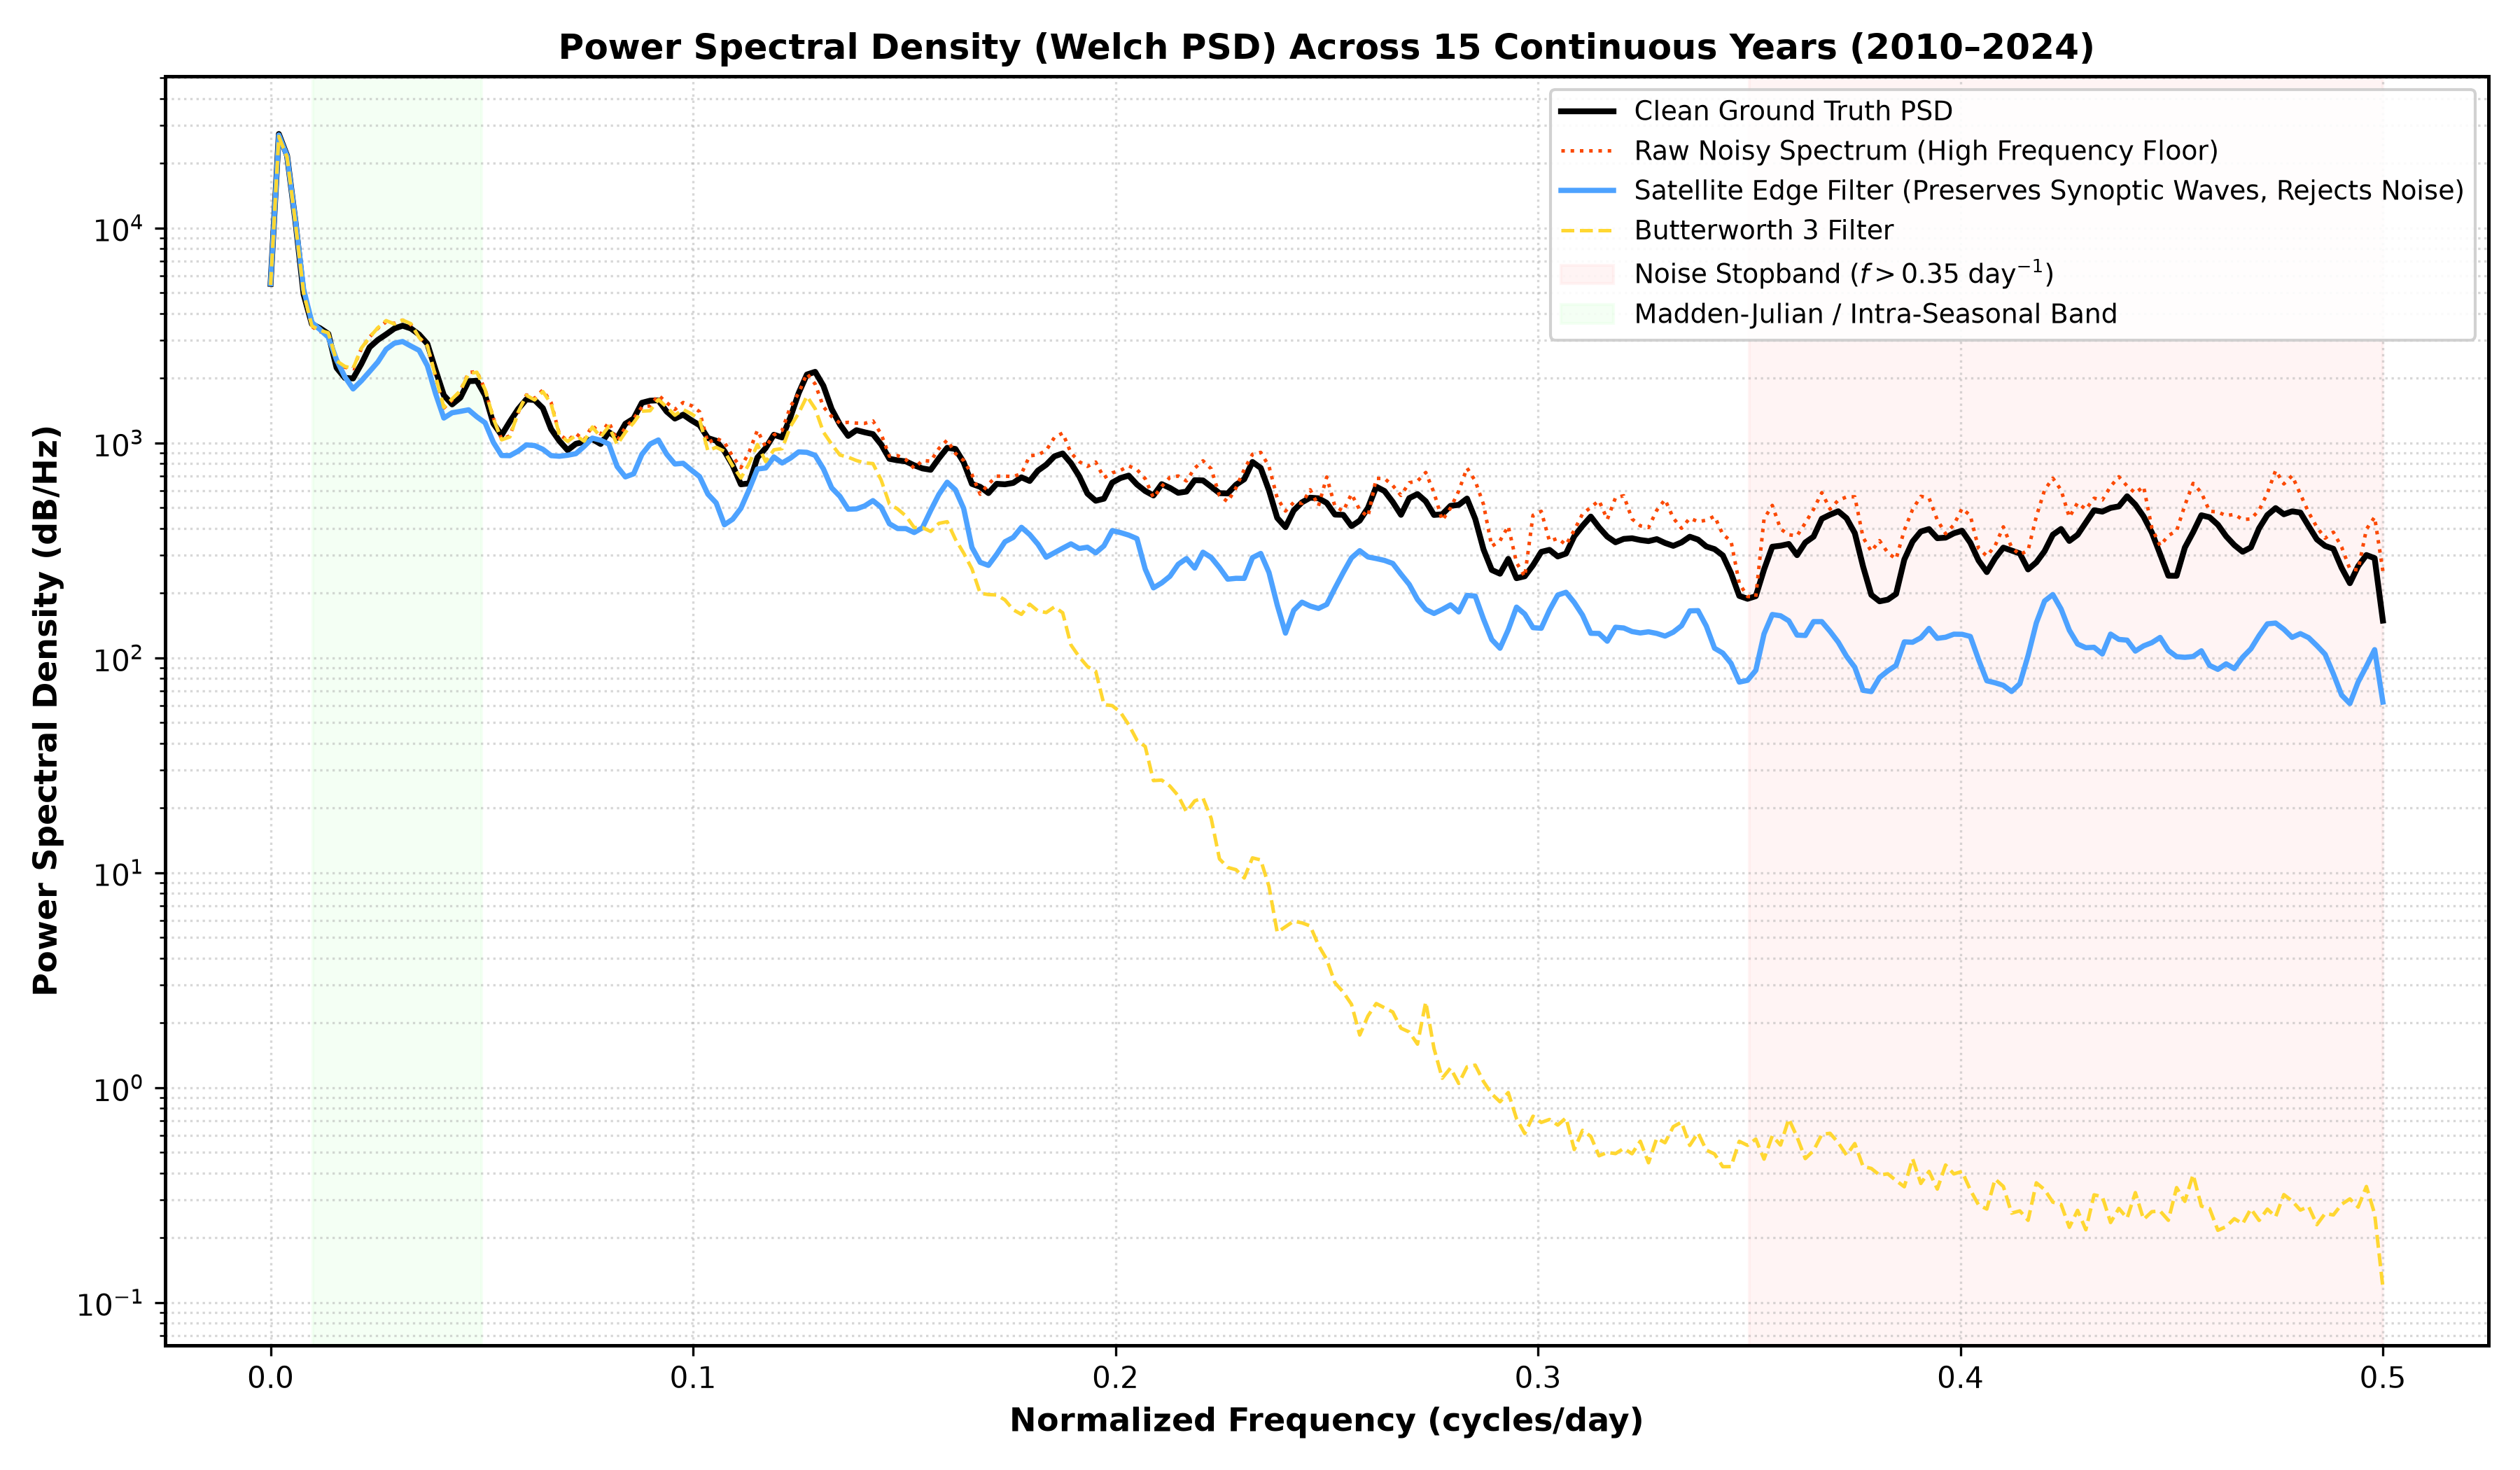 Power Spectral Density (Welch PSD) Across 15 Continuous Years (2010–2024)
Clean Ground Truth PSD
Raw Noisy Spectrum (High Frequency Floor)
Satellite Edge Filter (Preserves Synoptic Waves, Rejects Noise)
Butterworth 3 Filter
Noise Stopband (f > 0.35 day⁻¹)
Madden-Julian / Intra-Seasonal Band
Power Spectral Density (dB/Hz)
10⁴
10³
10²
10¹
10⁰
10⁻¹
0.0 0.1 0.2 0.3 0.4 0.5
Normalized Frequency (cycles/day)